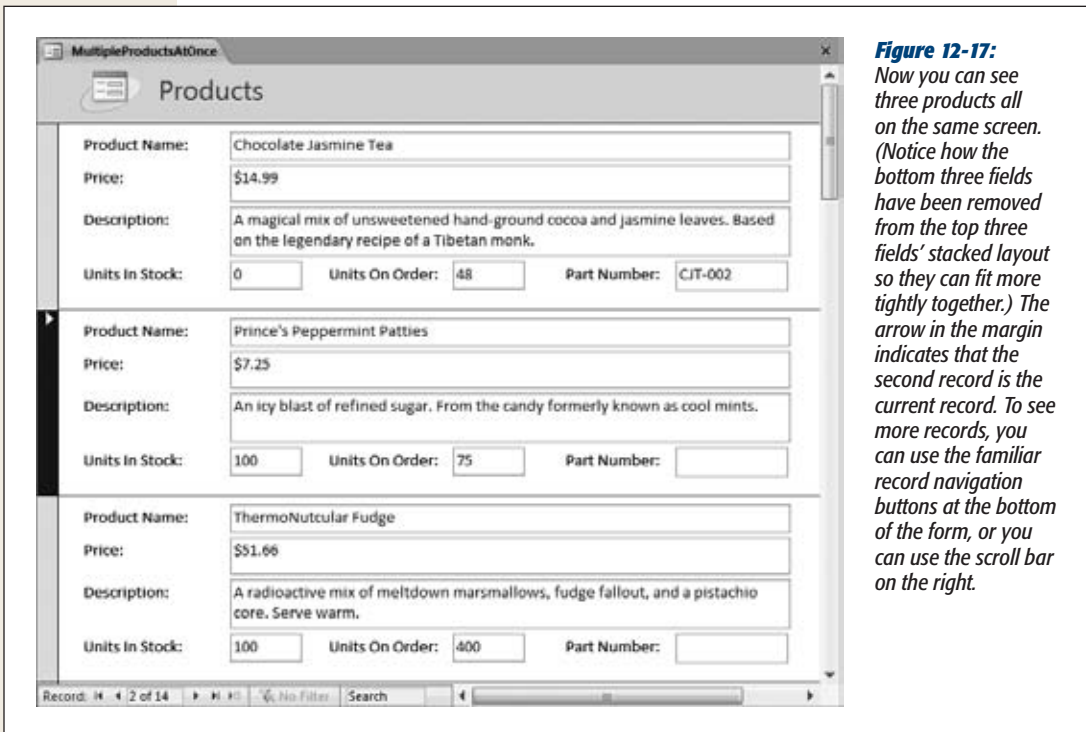 MultipleProductsAtOnce
Products
Product Name: Chocolate Jasmine Tea
Price: $14.99
Description: A magical mix of unsweetened hand-ground cocoa and jasmine leaves. Based
on the legendary recipe of a Tibetan monk.
Units In Stock: 0 Units On Order: 48 Part Number: CJT-002
Product Name: Prince's Peppermint Patties
Price: $7.25
Description: An icy blast of refined sugar. From the candy formerly known as cool mints.
Units In Stock: 100 Units On Order: 75 Part Number:
Product Name: ThermoNutcular Fudge
Price: $51.66
Description: A radioactive mix of meltdown marsmallows, fudge fallout, and a pistachio
core. Serve warm.
Units In Stock: 100 Units On Order: 400 Part Number:
Record: 2 of 14 No Filter Search
Figure 12-17:
Now you can see
three products all
on the same screen.
(Notice how the
bottom three fields
have been removed
from the top three
fields' stacked layout
so they can fit more
tightly together.) The
arrow in the margin
indicates that the
second record is the
current record. To see
more records, you
can use the familiar
record navigation
buttons at the bottom
of the form, or you
can use the scroll bar
on the right.